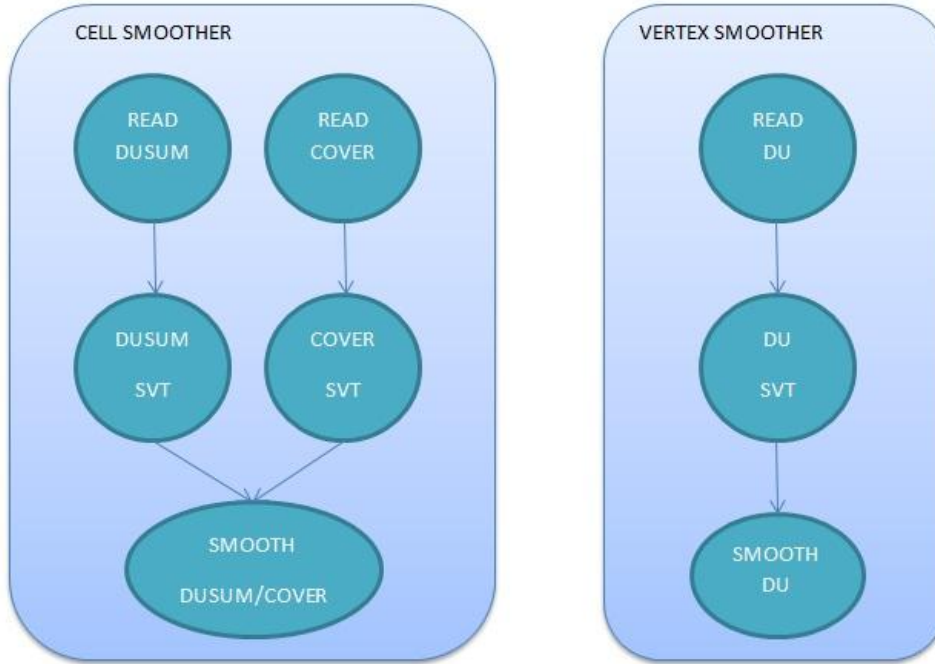 CELL SMOOTHER
READ
DUSUM
READ
COVER
DUSUM
SVT
COVER
SVT
SMOOTH
DUSUM/COVER
VERTEX SMOOTHER
READ
DU
DU
SVT
SMOOTH
DU